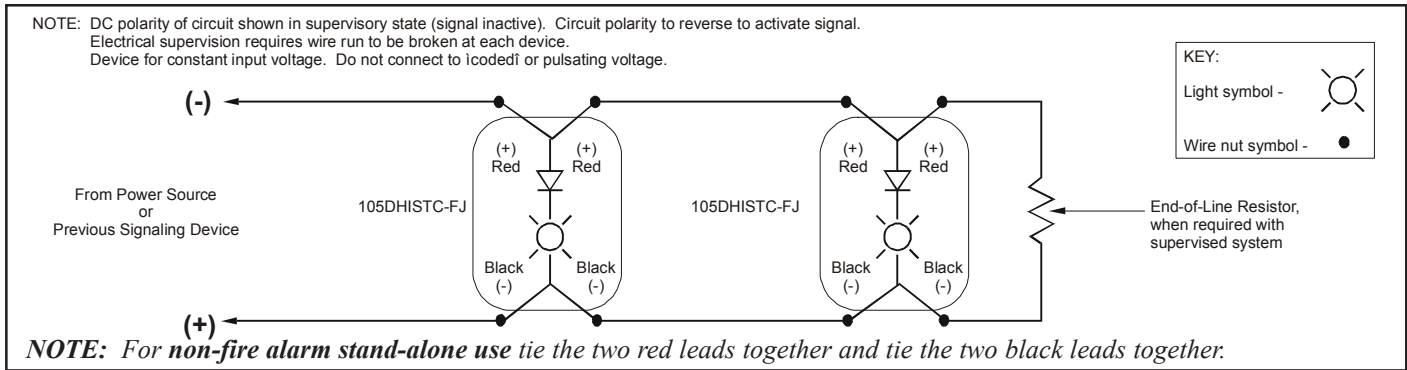 NOTE: DC polarity of circuit shown in supervisory state (signal inactive). Circuit polarity to reverse to activate signal.
Electrical supervision requires wire run to be broken at each device.
Device for constant input voltage. Do not connect to ìcodedî or pulsating voltage.
KEY:
Light symbol -
Wire nut symbol -
(-)
(+)
Red
(+)
Red
(+)
Red
(+)
Red
From Power Source
or
Previous Signaling Device
105DHISTC-FJ
105DHISTC-FJ
End-of-Line Resistor,
when required with
supervised system
Black
(-)
Black
(-)
Black
(-)
Black
(-)
(+)
NOTE: For non-fire alarm stand-alone use tie the two red leads together and tie the two black leads together.